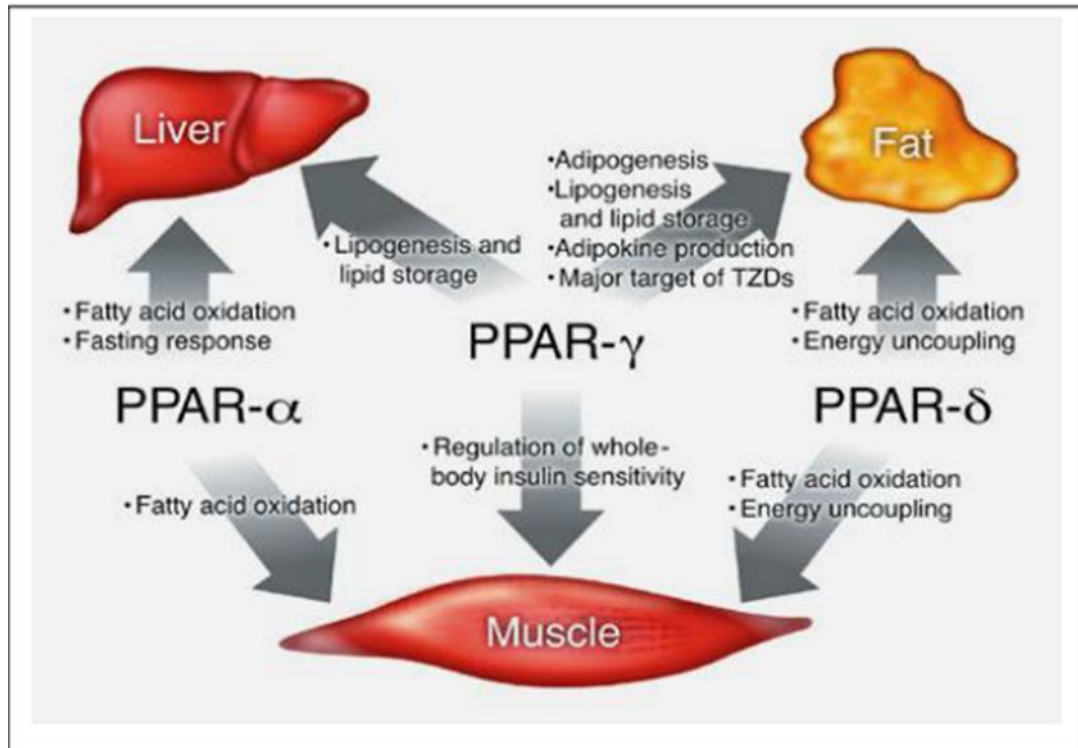 Liver
Fat
•Adipogenesis
•Lipogenesis
and lipid storage
•Adipokine production
•Major target of TZDs
•Lipogenesis and
lipid storage
•Fatty acid oxidation
•Fasting response
PPAR-γ
•Fatty acid oxidation
•Energy uncoupling
PPAR-α
PPAR-δ
•Regulation of whole-
body insulin sensitivity
•Fatty acid oxidation
•Fatty acid oxidation
•Energy uncoupling
Muscle